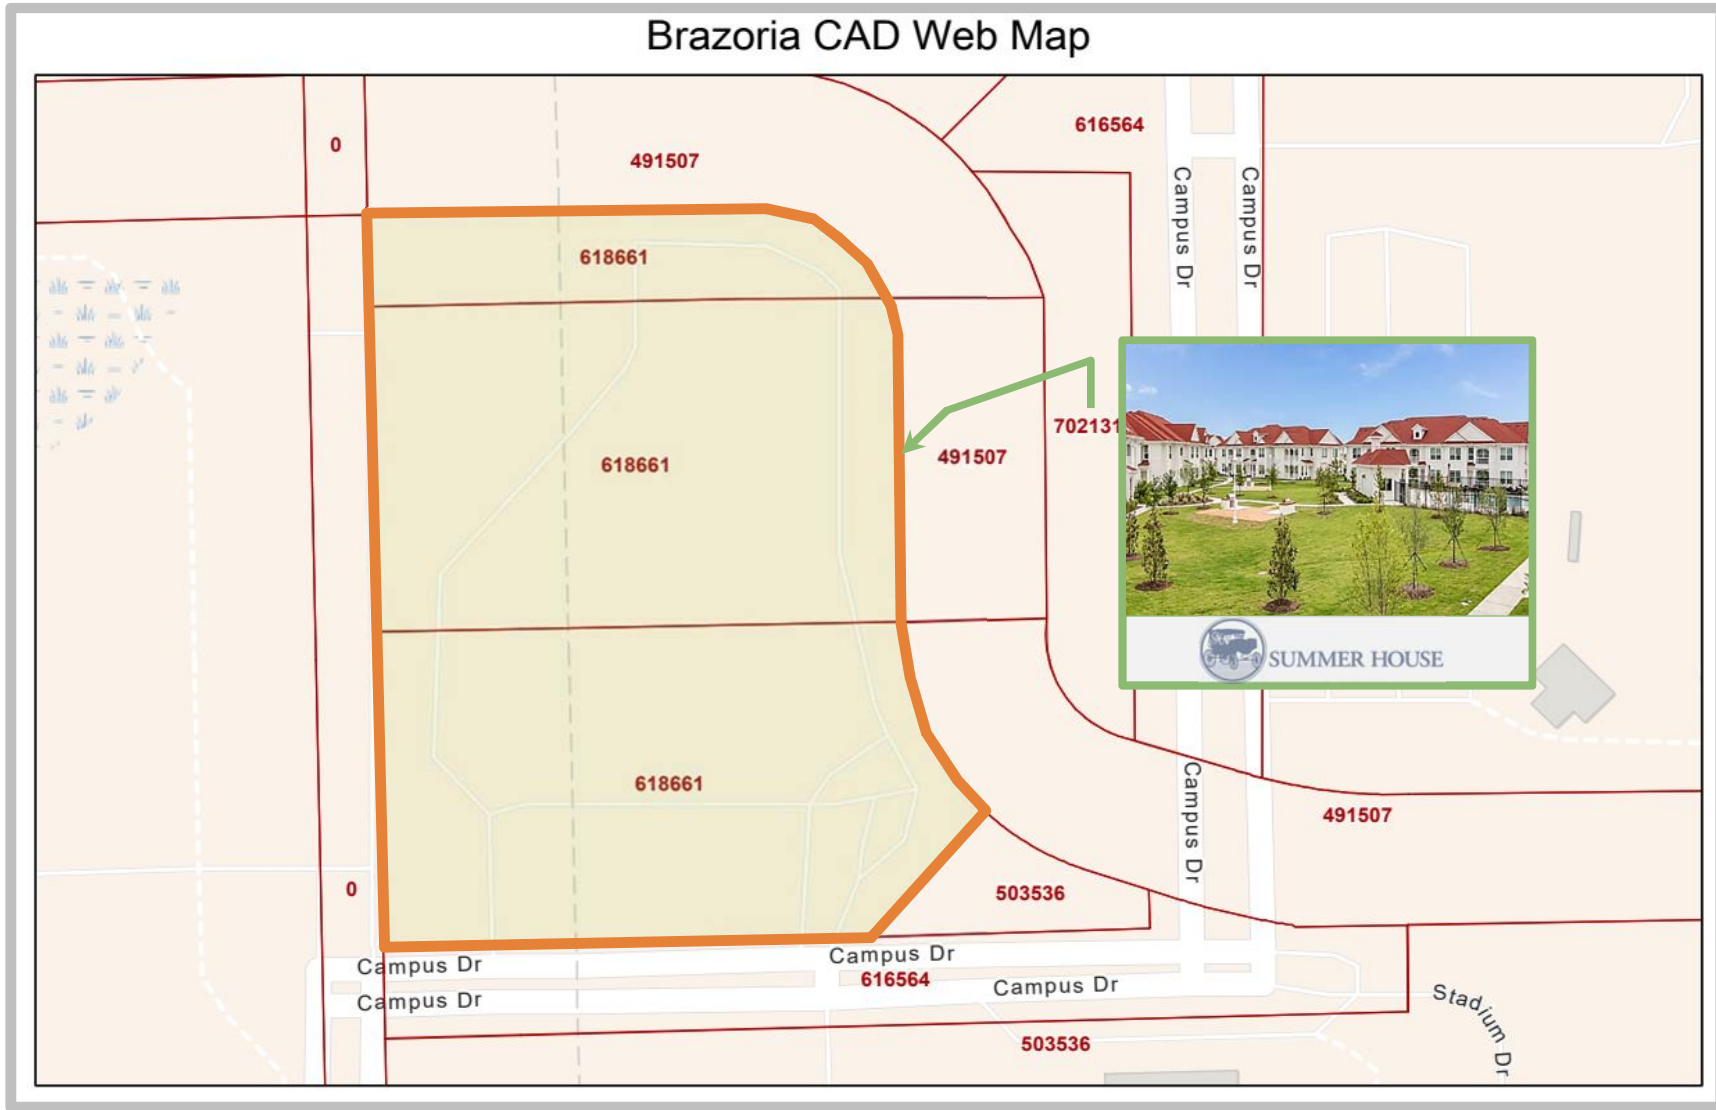 Brazoria CAD Web Map
616564
0
491507
Campus Dr
Campus Dr
618661
702131
491507
618661
SUMMER HOUSE
618661
491507
Campus Dr
0
503536
Campus Dr
Campus Dr
616564
Campus Dr
Campus Dr
Stadium Dr
503536